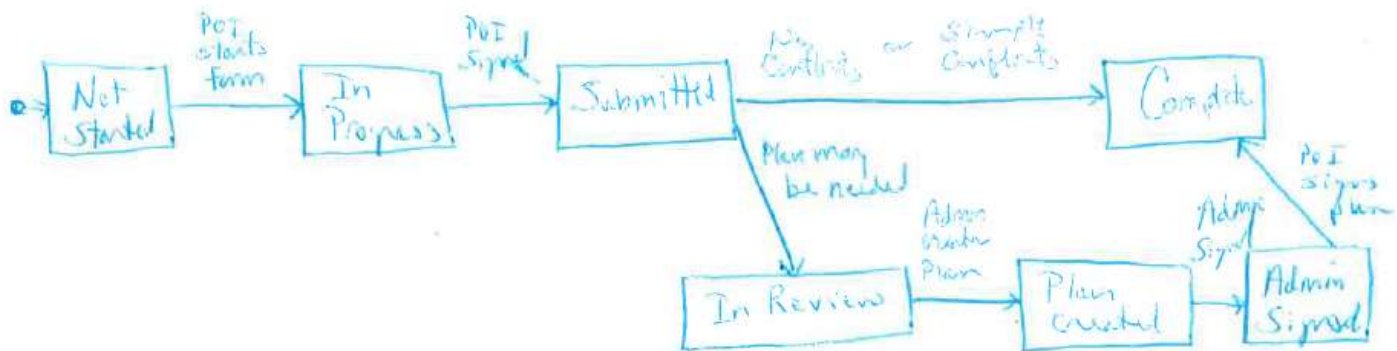 POI
starts
form
POI
Signed
No
Conflicts
or
Simple
Conflicts
Not
Started
In
Progress
Submitted
Complete
Plan may
be needed
POI
signs
plan
Admin
creates
Plan
Admin
Signs
In Review
Plan
created
Admin
Signed